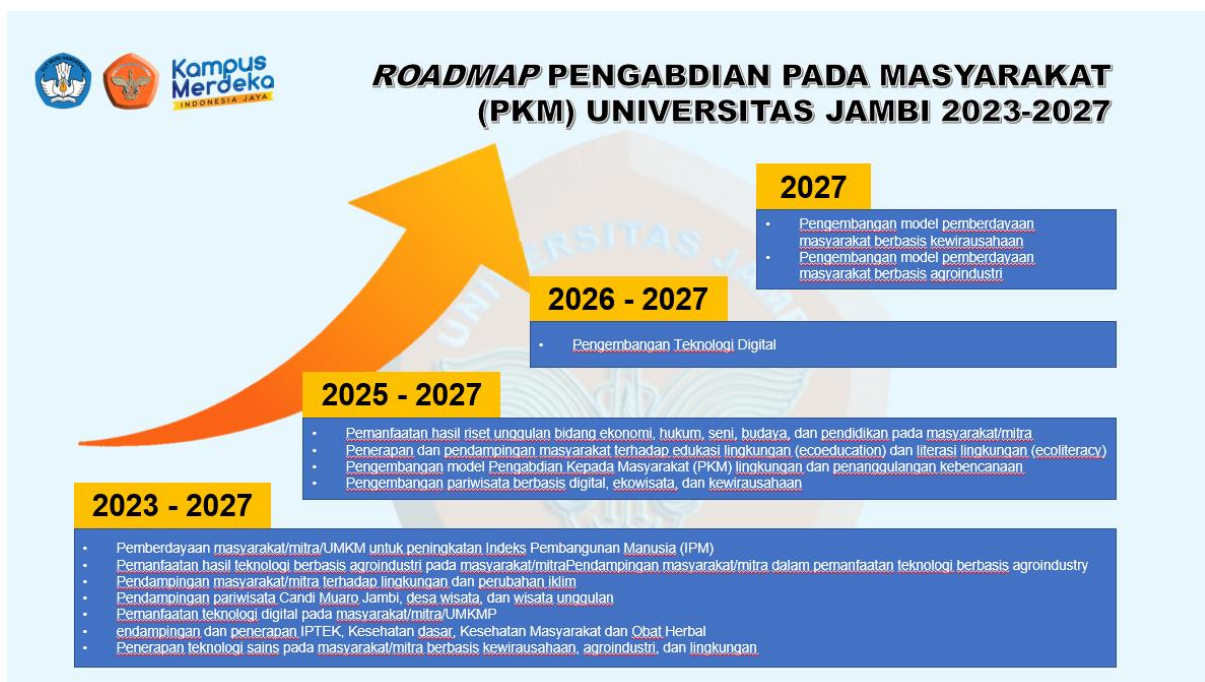 Kampus
Merdeka
INDONESIA JAYA
ROADMAP PENGABDIAN PADA MASYARAKAT
(PKM) UNIVERSITAS JAMBI 2023-2027
2027
• Pengembangan model pemberdayaan
masyarakat berbasis kewirausahaan
• Pengembangan model pemberdayaan
masyarakat berbasis agroindustri
2026 - 2027
• Pengembangan Teknologi Digital
2025 - 2027
• Pemanfaatan hasil riset unggulan bidang ekonomi, hukum, seni, budaya, dan pendidikan pada masyarakat/mitra
• Penerapan dan pendampingan masyarakat terhadap edukasi lingkungan (ecoeducation) dan literasi lingkungan (ecoliteracy)
• Pengembangan model Pengabdian Kepada Masyarakat (PKM) lingkungan dan penanggulangan kebencanaan
• Pengembangan pariwisata berbasis digital, ekowisata, dan kewirausahaan
2023 - 2027
• Pemberdayaan masyarakat/mitra/UMKM untuk peningkatan Indeks Pembangunan Manusia (IPM)
• Pemanfaatan hasil teknologi berbasis agroindustri pada masyarakat/mitraPendampingan masyarakat/mitra dalam pemanfaatan teknologi berbasis agroindustry
• Pendampingan masyarakat/mitra terhadap lingkungan dan perubahan iklim
• Pendampingan pariwisata Candi Muaro Jambi, desa wisata, dan wisata unggulan
• Pemanfaatan teknologi digital pada masyarakat/mitra/UMKMP
• endampingan dan penerapan IPTEK, Kesehatan dasar, Kesehatan Masyarakat dan Obat Herbal
• Penerapan teknologi sains pada masyarakat/mitra berbasis kewirausahaan, agroindustri, dan lingkungan